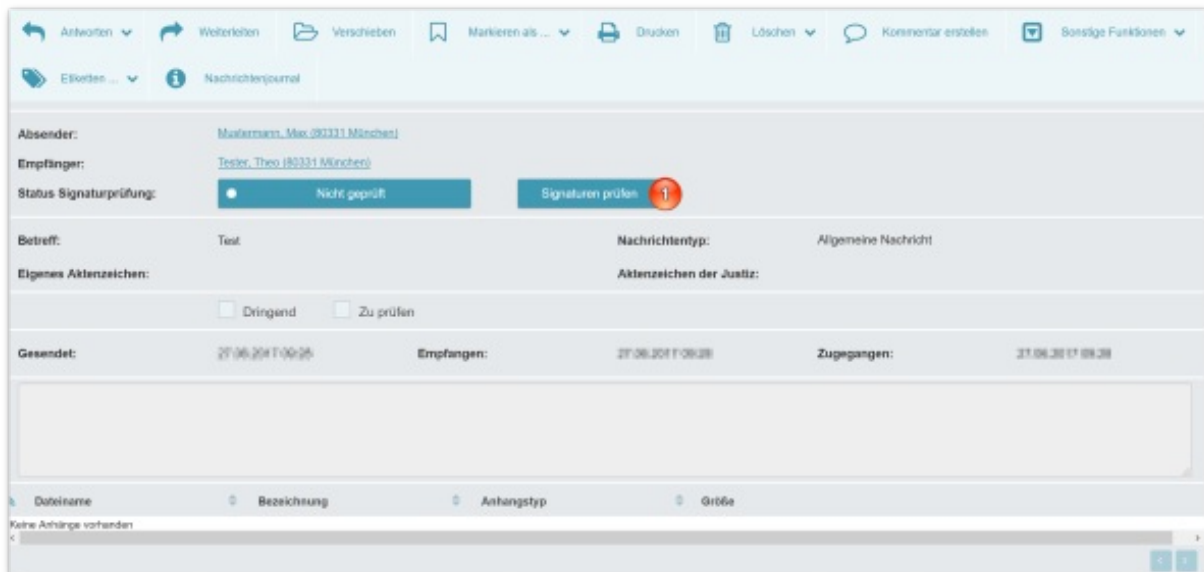 Antworten Weiterleiten Verschieben Markieren als ... Drucken Löschen Kommentar erstellen Sonstige Funktionen
Etiketten ... Nachrichtenjournal
Absender: Mustermann, Max (80331 München)
Empfänger: Tester, Theo (80331 München)
Status Signaturprüfung: Nicht geprüft Signaturen prüfen 1
Betreff: Test Nachrichtentyp: Allgemeine Nachricht
Eigenes Aktenzeichen: Aktenzeichen der Justiz:
Dringend Zu prüfen
Gesendet: Empfangen: Zugegangen:
Dateiname Bezeichnung Anhangstyp Größe
Keine Anhänge vorhanden